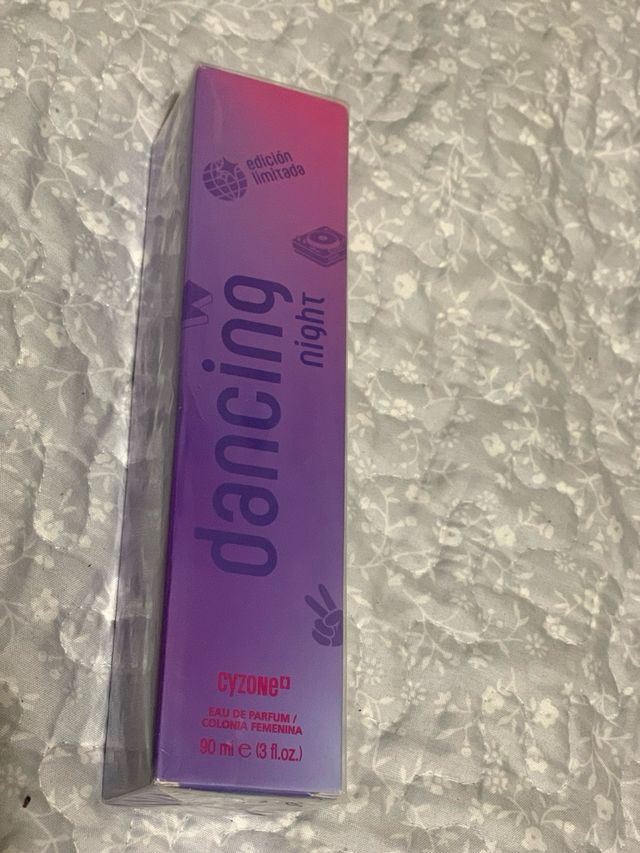 edición
limitada
dancing
night
cyzone
EAU DE PARFUM /
COLONIA FEMENINA
90 ml e (3 fl.oz.)